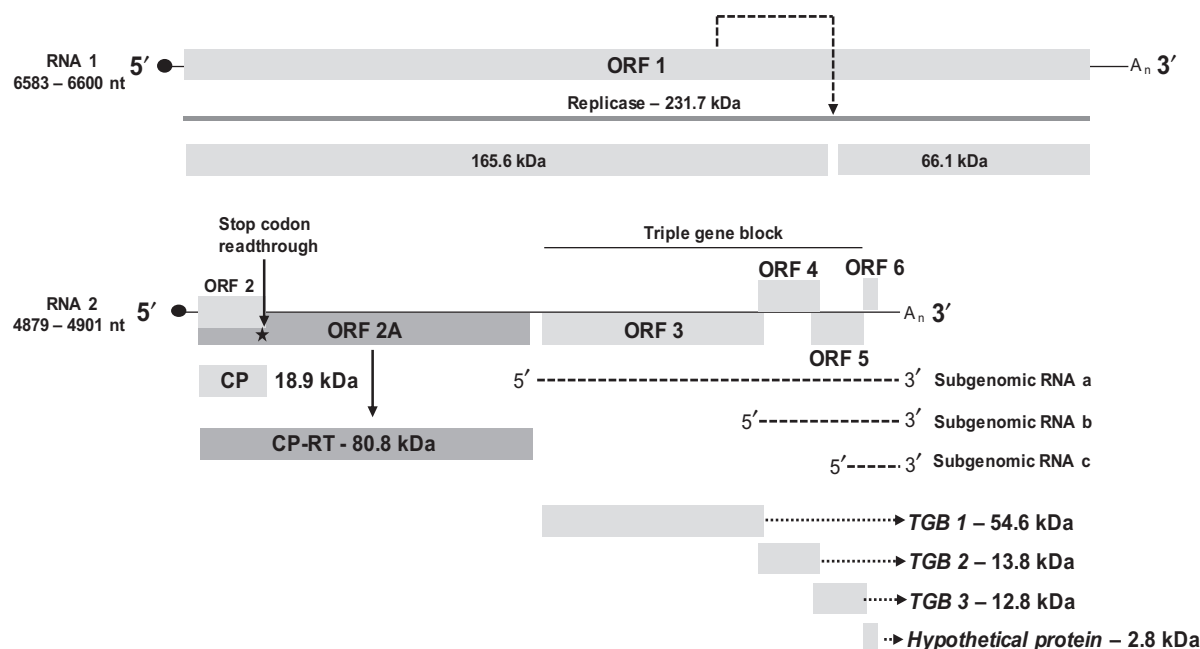 RNA 1
6583 – 6600 nt
5′
ORF 1
An 3′
Replicase – 231.7 kDa
165.6 kDa
66.1 kDa
Stop codon
readthrough
Triple gene block
ORF 2
ORF 4
ORF 6
RNA 2
4879 – 4901 nt
5′
★
ORF 2A
ORF 3
An 3′
ORF 5
CP
18.9 kDa
5′
3′ Subgenomic RNA a
CP-RT - 80.8 kDa
5′
3′ Subgenomic RNA b
5′
3′ Subgenomic RNA c
TGB 1 – 54.6 kDa
TGB 2 – 13.8 kDa
TGB 3 – 12.8 kDa
Hypothetical protein – 2.8 kDa